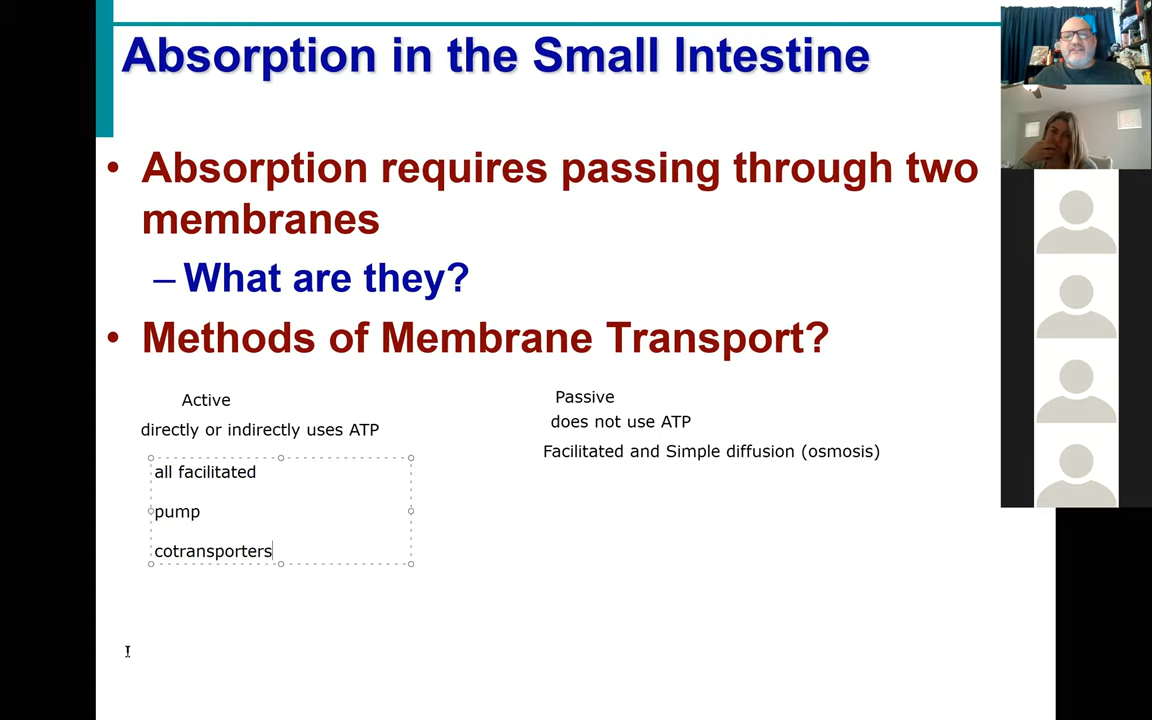 Absorption in the Small Intestine
• Absorption requires passing through two
membranes
– What are they?
• Methods of Membrane Transport?
Active
directly or indirectly uses ATP
all facilitated
pump
cotransporters
Passive
does not use ATP
Facilitated and Simple diffusion (osmosis)